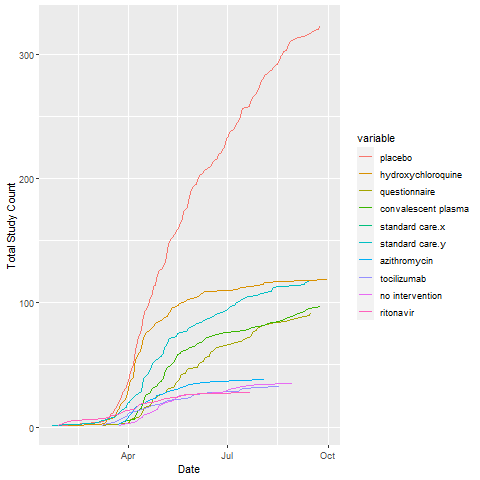 300
200
100
0
Total Study Count
Apr
Jul
Oct
Date
variable
placebo
hydroxychloroquine
questionnaire
convalescent plasma
standard care.x
standard care.y
azithromycin
tocilizumab
no intervention
ritonavir